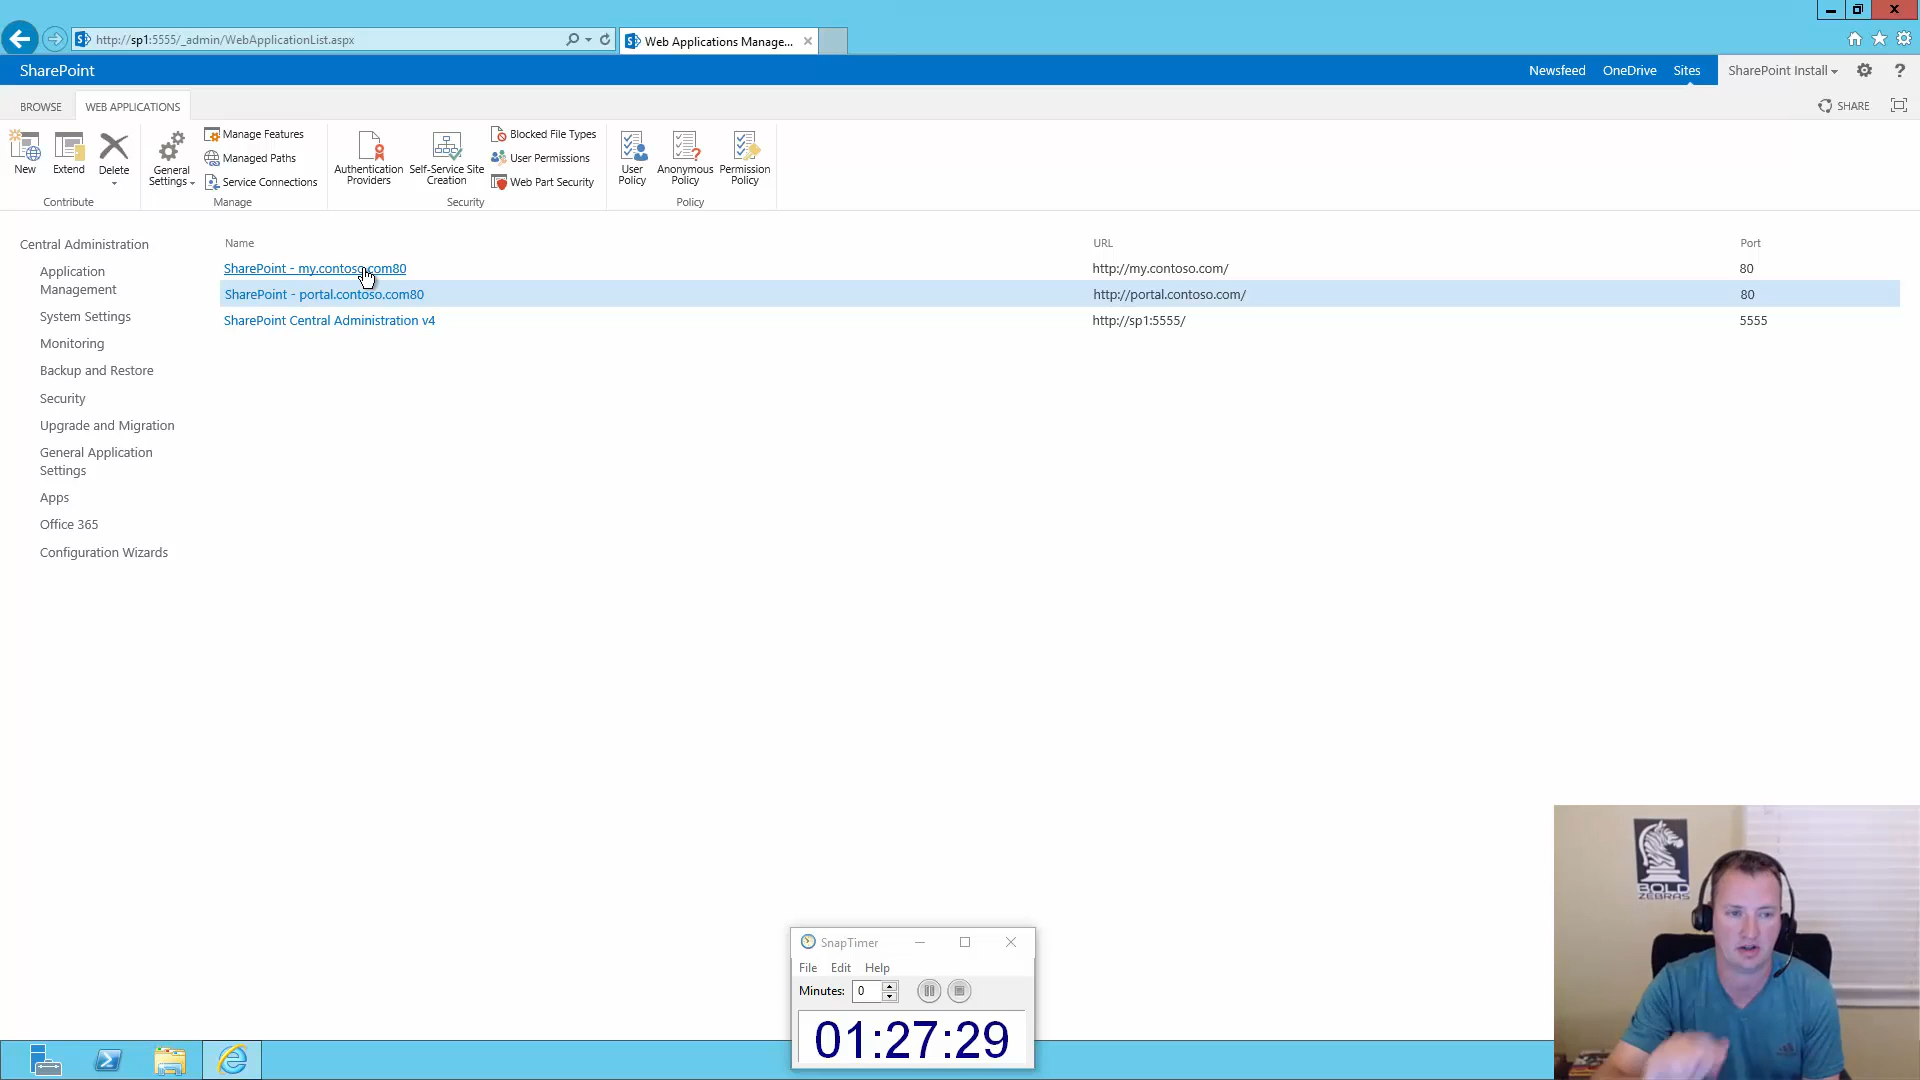 http://sp1:5555/_admin/WebApplicationList.aspx
Web Applications Manage...
SharePoint
Newsfeed OneDrive Sites SharePoint Install ?
BROWSE WEB APPLICATIONS
SHARE
New
Extend
Delete
Contribute
General Settings
Manage Features
Managed Paths
Service Connections
Manage
Authentication Providers
Self-Service Site Creation
Blocked File Types
User Permissions
Web Part Security
Security
User Policy
Anonymous Policy
Permission Policy
Policy
Central Administration
Application
Management
System Settings
Monitoring
Backup and Restore
Security
Upgrade and Migration
General Application
Settings
Apps
Office 365
Configuration Wizards
Name URL Port
SharePoint - my.contoso.com80 http://my.contoso.com/ 80
SharePoint - portal.contoso.com80 http://portal.contoso.com/ 80
SharePoint Central Administration v4 http://sp1:5555/ 5555
SnapTimer
File Edit Help
Minutes: 0
01:27:29
BOLD
ZEBRAS
adidas